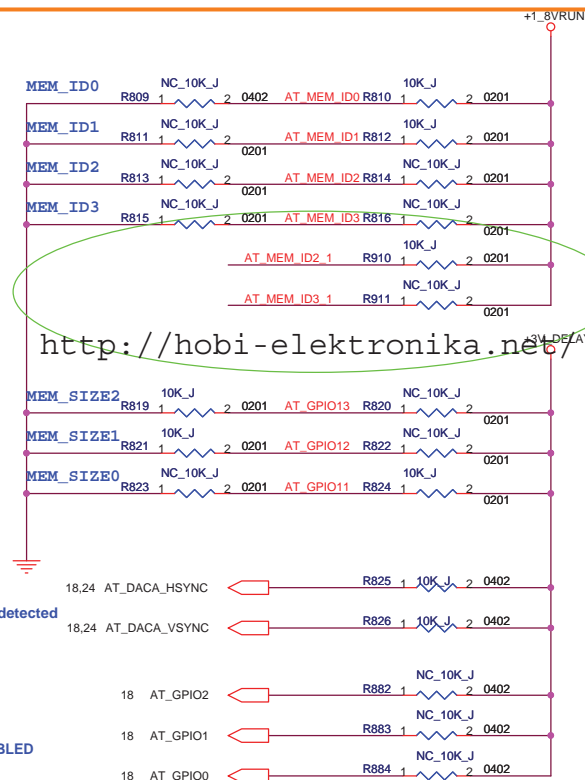 +1_8VRUN
MEM_ID0 NC_10K_J 10K_J
R809 1 2 0402 AT_MEM_ID0 R810 1 2 0201
MEM_ID1 NC_10K_J 10K_J
R811 1 2 0201 AT_MEM_ID1 R812 1 2 0201
MEM_ID2 NC_10K_J NC_10K_J
R813 1 2 0201 AT_MEM_ID2 R814 1 2 0201
MEM_ID3 NC_10K_J NC_10K_J
R815 1 2 0201 AT_MEM_ID3 R816 1 2 0201
10K_J
AT_MEM_ID2_1 R910 1 2 0201
NC_10K_J
AT_MEM_ID3_1 R911 1 2 0201
http://hobi-elektronika.net/
+3V_DELAY
MEM_SIZE2 10K_J NC_10K_J
R819 1 2 0201 AT_GPIO13 R820 1 2 0201
MEM_SIZE1 10K_J NC_10K_J
R821 1 2 0201 AT_GPIO12 R822 1 2 0201
MEM_SIZE0 NC_10K_J 10K_J
R823 1 2 0201 AT_GPIO11 R824 1 2 0201
18,24 AT_DACA_HSYNC R825 1 10K_J 2 0402
detected
18,24 AT_DACA_VSYNC R826 1 10K_J 2 0402
NC_10K_J
18 AT_GPIO2 R882 1 2 0402
NC_10K_J
18 AT_GPIO1 R883 1 2 0402
BLED
NC_10K_J
18 AT_GPIO0 R884 1 2 0402